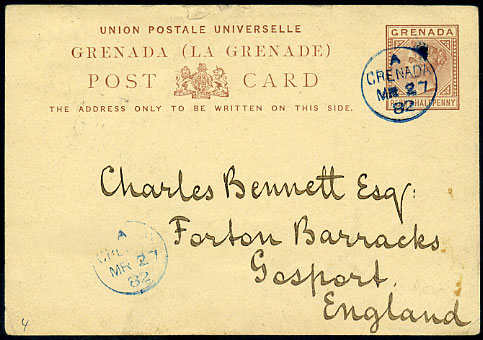 UNION POSTALE UNIVERSELLE
GRENADA (LA GRENADE)
POST CARD
THE ADDRESS ONLY TO BE WRITTEN ON THIS SIDE.
GRENADA
HALFPENNY
A
GRENADA
MR 27
82
Charles Bennett Esq:
Forton Barracks
Gosport.
England
A
MR 27
82
4